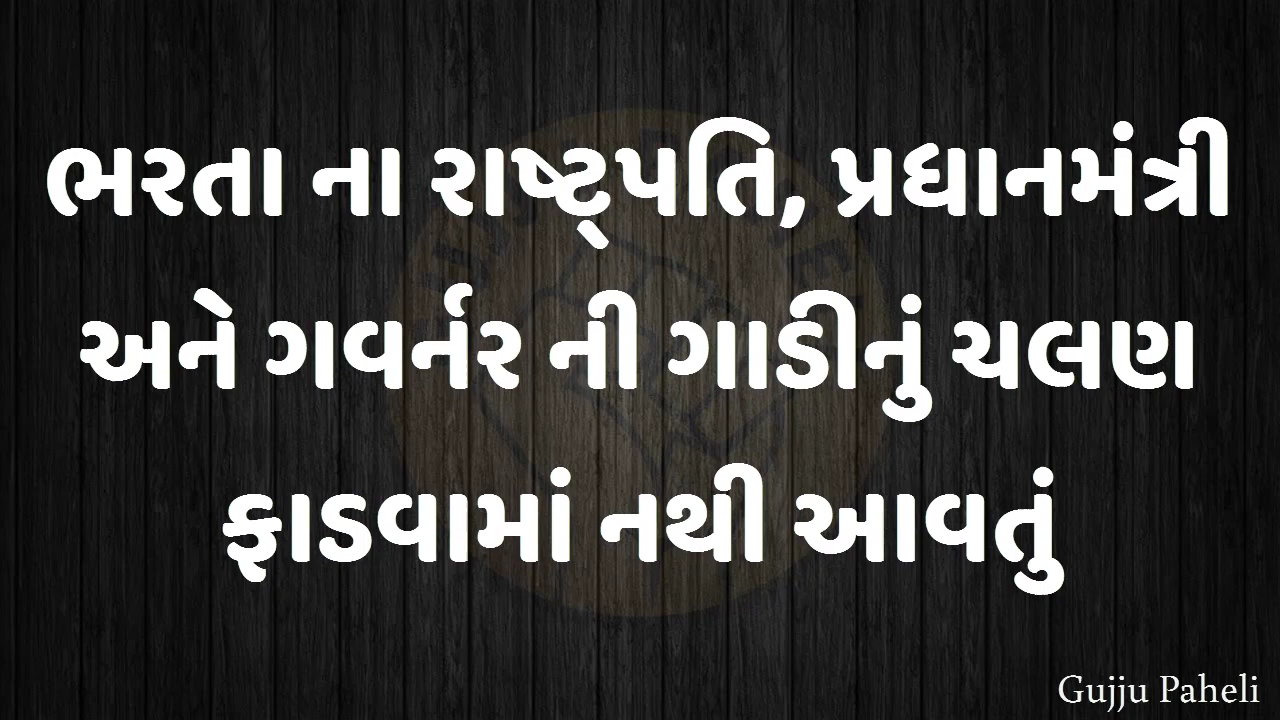 ભરતા ના રાષ્ટ્પતિ, પ્રધાનમંત્રી
અને ગવર્નર ની ગાડીનું ચલણ
ફાડવામાં નથી આવતું
Gujju Paheli